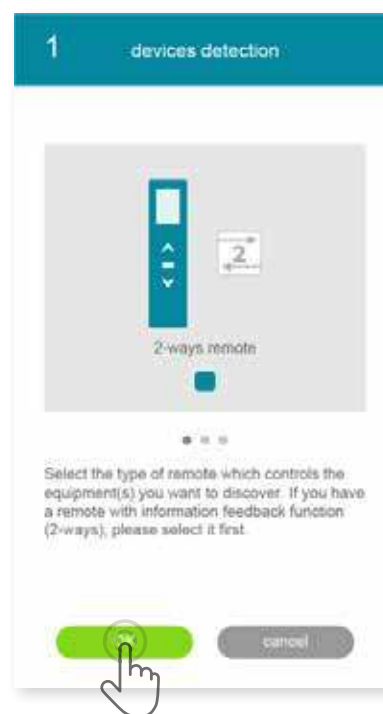 1 devices detection
2
2-ways remote
Select the type of remote which controls the
equipment(s) you want to discover. If you have
a remote with information feedback function
(2-ways), please select it first.
cancel